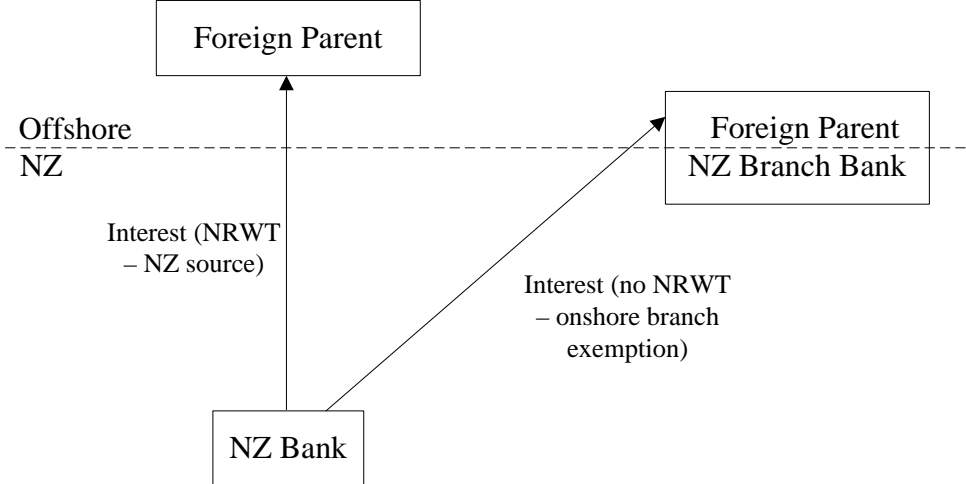 Foreign Parent
Offshore
NZ
Foreign Parent
NZ Branch Bank
Interest (NRWT
– NZ source)
Interest (no NRWT
– onshore branch
exemption)
NZ Bank